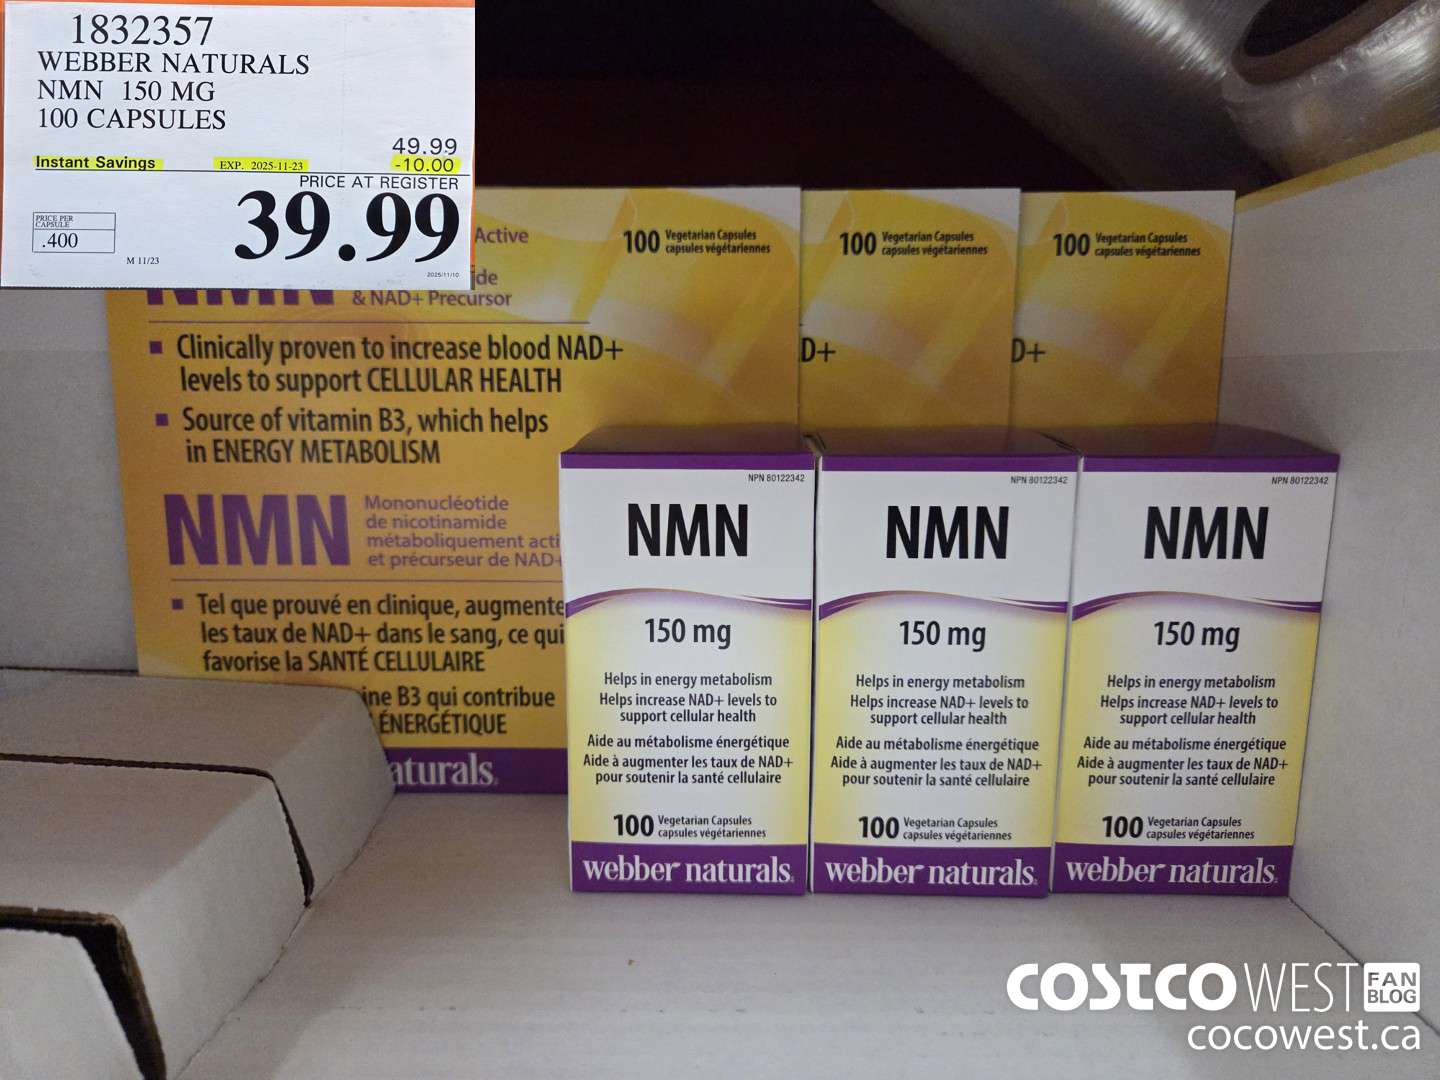 1832357
WEBBER NATURALS
NMN 150 MG
100 CAPSULES
49.99
Instant Savings EXP. 2025-11-23 -10.00
PRICE AT REGISTER
39.99
PRICE PER
CAPSULE
.400
M 11/23
2025/11/10
Active
& NAD+ Precursor
100 Vegetarian Capsules
capsules végétariennes
NMN
Clinically proven to increase blood NAD+
levels to support CELLULAR HEALTH
Source of vitamin B3, which helps
in ENERGY METABOLISM
NMN
Mononucléotide
de nicotinamide
métaboliquement acti
et précurseur de NAD+
Tel que prouvé en clinique, augmente
les taux de NAD+ dans le sang, ce qui
favorise la SANTÉ CELLULAIRE
ine B3 qui contribue
ÉNERGÉTIQUE
aturals
100 Vegetarian Capsules
capsules végétariennes
D+
100 Vegetarian Capsules
capsules végétariennes
D+
NPN 80122342
NMN
150 mg
Helps in energy metabolism
Helps increase NAD+ levels to
support cellular health
Aide au métabolisme énergétique
Aide à augmenter les taux de NAD+
pour soutenir la santé cellulaire
100 Vegetarian Capsules
capsules végétariennes
webber naturals
NPN 80122342
NMN
150 mg
Helps in energy metabolism
Helps increase NAD+ levels to
support cellular health
Aide au métabolisme énergétique
Aide à augmenter les taux de NAD+
pour soutenir la santé cellulaire
100 Vegetarian Capsules
capsules végétariennes
webber naturals
NPN 80122342
NMN
150 mg
Helps in energy metabolism
Helps increase NAD+ levels to
support cellular health
Aide au métabolisme énergétique
Aide à augmenter les taux de NAD+
pour soutenir la santé cellulaire
100 Vegetarian Capsules
capsules végétariennes
webber naturals
COSTCO WEST FAN
BLOG
cocowest.ca